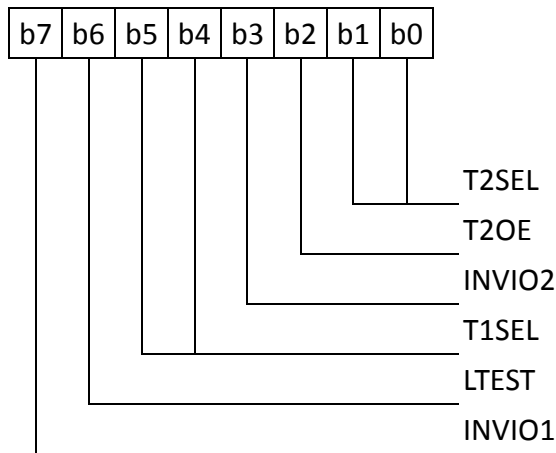 b7 b6 b5 b4 b3 b2 b1 b0
T2SEL
T2OE
INVIO2
T1SEL
LTEST
INVIO1